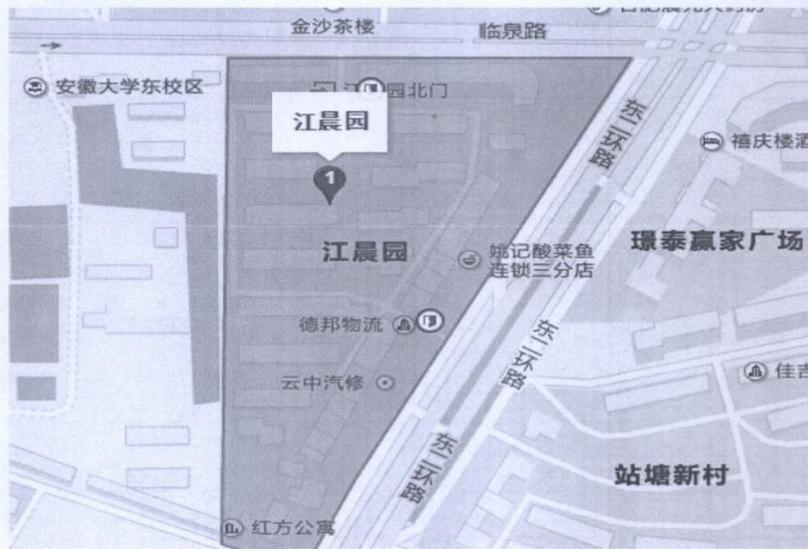 金沙茶楼
临泉路
安徽大学东校区
园北门
江晨园
1
东二环路
禧庆楼酒
江晨园
姚记酸菜鱼
连锁三分店
璟泰赢家广场
德邦物流
东二环路
佳吉
云中汽修
东二环路
站塘新村
红方公寓